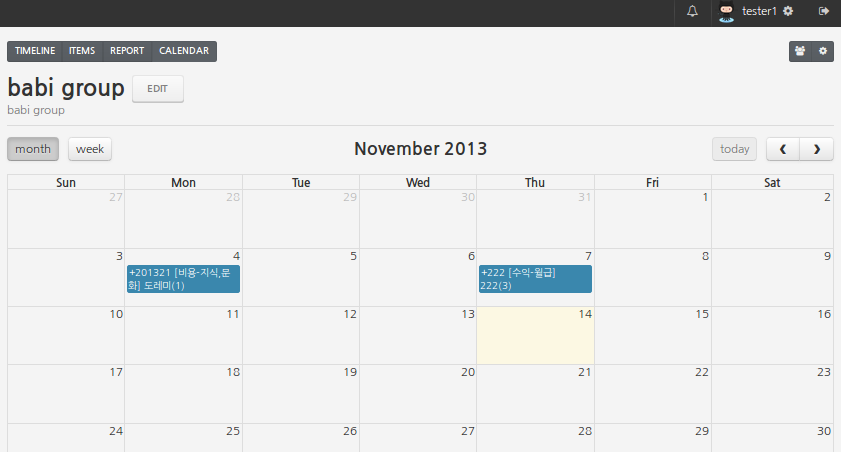 tester1
TIMELINE ITEMS REPORT CALENDAR
babi group EDIT
babi group
month week November 2013 today
Sun Mon Tue Wed Thu Fri Sat
27 28 29 30 31 1 2
3 4 5 6 7 8 9
+201321 [비용-지식,문
화] 도레미(1)
+222 [수익-월급]
222(3)
10 11 12 13 14 15 16
17 18 19 20 21 22 23
24 25 26 27 28 29 30